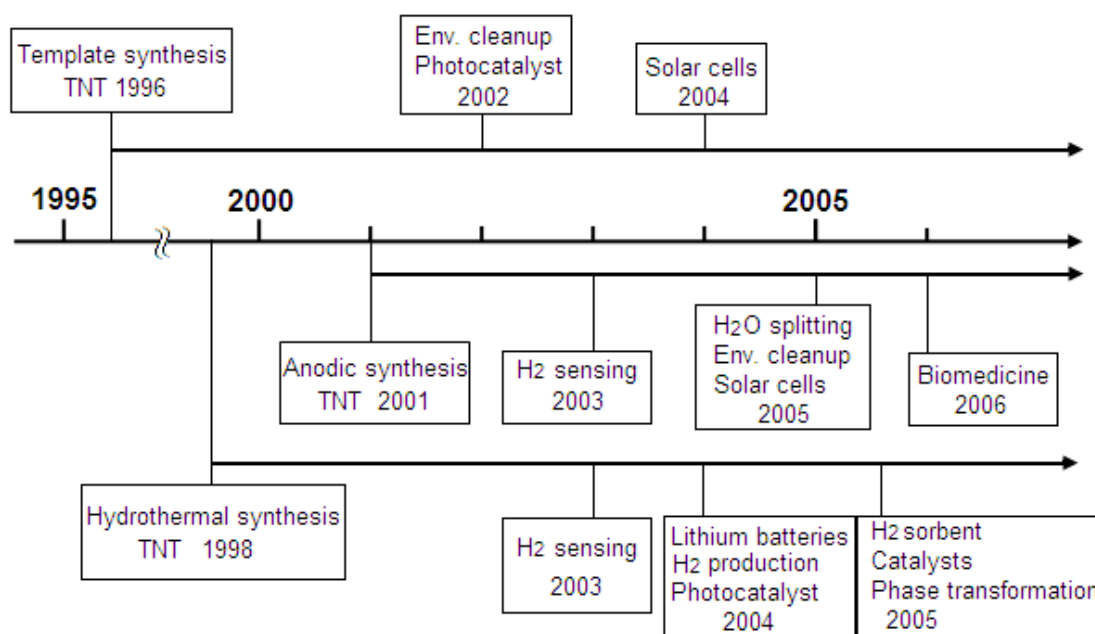 Template synthesis
TNT 1996
Env. cleanup
Photocatalyst
2002
Solar cells
2004
1995
2000
2005
Anodic synthesis
TNT 2001
H2 sensing
2003
H2O splitting
Env. cleanup
Solar cells
2005
Biomedicine
2006
Hydrothermal synthesis
TNT 1998
H2 sensing
2003
Lithium batteries
H2 production
Photocatalyst
2004
H2 sorbent
Catalysts
Phase transformation
2005